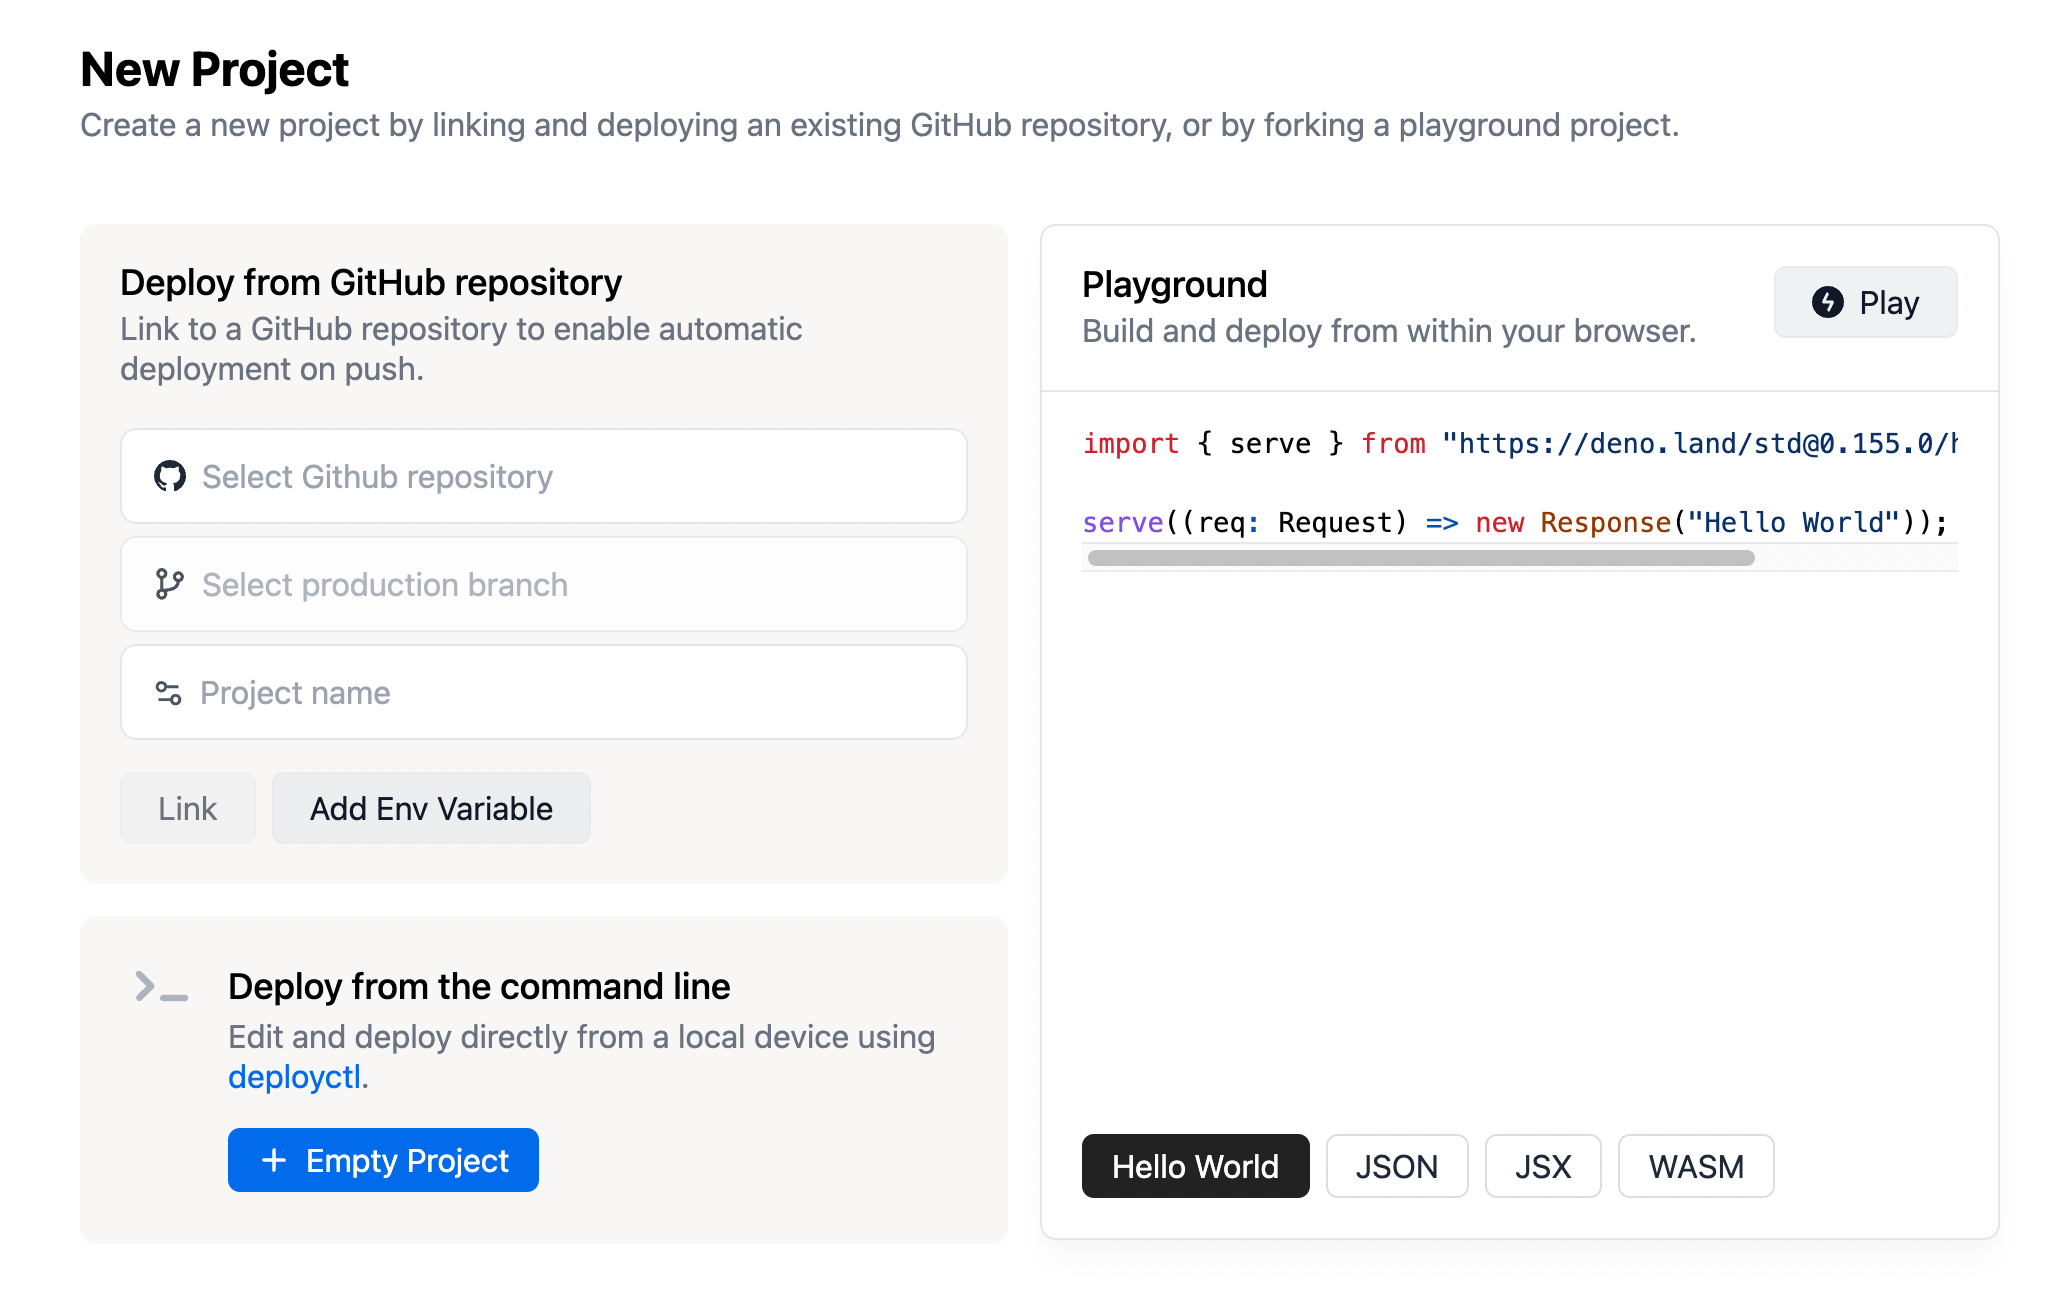 New Project
Create a new project by linking and deploying an existing GitHub repository, or by forking a playground project.
Deploy from GitHub repository
Link to a GitHub repository to enable automatic
deployment on push.
Select Github repository
Select production branch
Project name
Link
Add Env Variable
Deploy from the command line
Edit and deploy directly from a local device using
deployctl.
+ Empty Project
Playground
Build and deploy from within your browser.
Play
import { serve } from "https://deno.land/std@0.155.0/h
serve((req: Request) => new Response("Hello World"));
Hello World
JSON
JSX
WASM